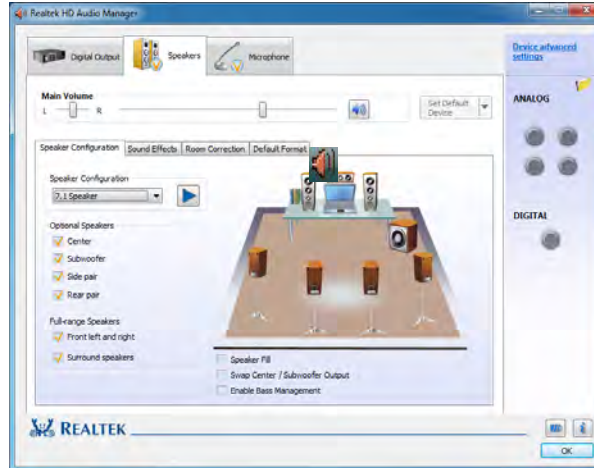 Realtek HD Audio Manager
Digital Output
Speakers
Microphone
Device advanced
settings
Main Volume
L
R
Set Default
Device
ANALOG
Speaker Configuration
Sound Effects
Room Correction
Default Format
Speaker Configuration
7.1 Speaker
Optional Speakers
Center
Subwoofer
Side pair
Rear pair
DIGITAL
Full-range Speakers
Front left and right
Surround speakers
Speaker Fill
Swap Center / Subwoofer Output
Enable Bass Management
REALTEK
OK